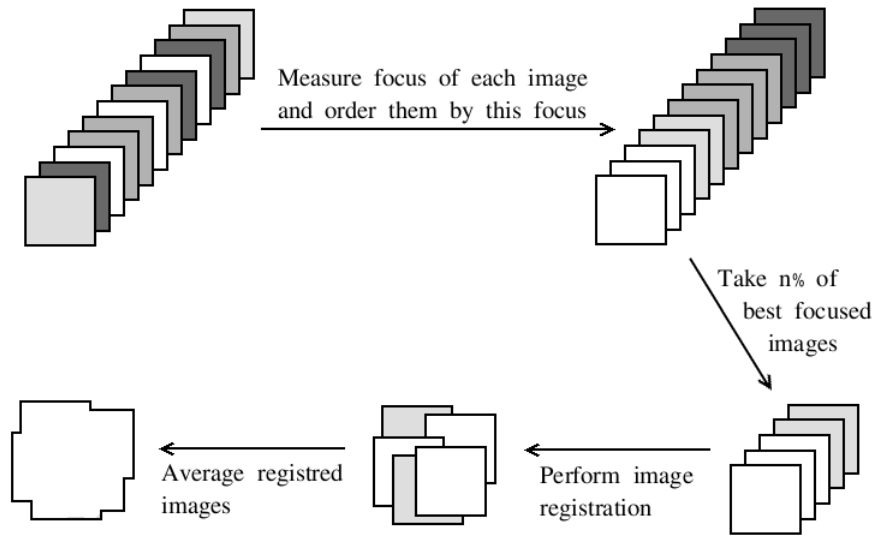 Measure focus of each image
and order them by this focus
Take n% of
best focused
images
Perform image
registration
Average registred
images